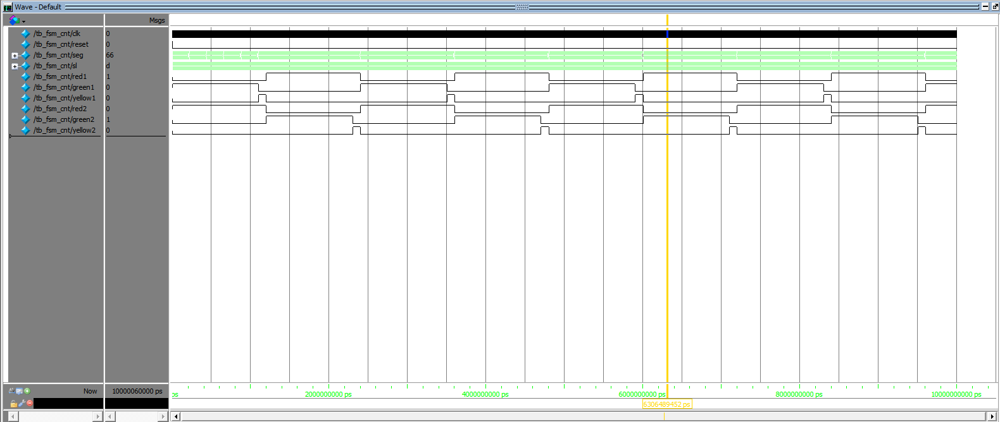 Wave - Default
Msgs
/tb_fsm_cnt/clk 0
/tb_fsm_cnt/reset 0
/tb_fsm_cnt/seg 66
/tb_fsm_cnt/sl d
/tb_fsm_cnt/red1 1
/tb_fsm_cnt/green1 0
/tb_fsm_cnt/yellow1 0
/tb_fsm_cnt/red2 0
/tb_fsm_cnt/green2 1
/tb_fsm_cnt/yellow2 0
Now 10000060000 ps
ps 2000000000 ps 4000000000 ps 6000000000 ps 8000000000 ps 10000000000 ps
6306489452 ps